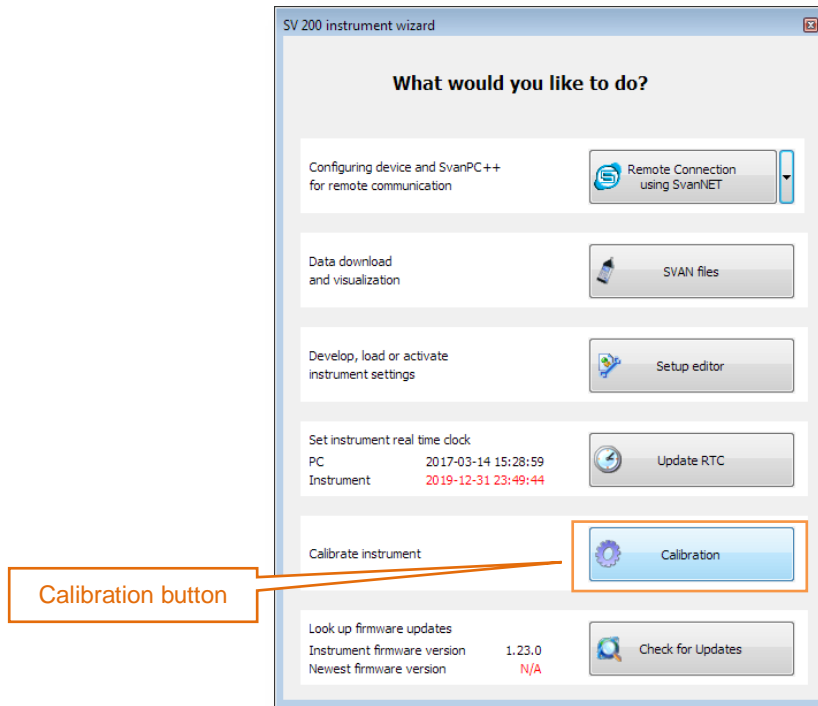 SV 200 instrument wizard
What would you like to do?
Configuring device and SvanPC++
for remote communication
Remote Connection
using SvanNET
Data download
and visualization
SVAN files
Develop, load or activate
instrument settings
Setup editor
Set instrument real time clock
PC 2017-03-14 15:28:59
Instrument 2019-12-31 23:49:44
Update RTC
Calibrate instrument
Calibration
Calibration button
Look up firmware updates
Instrument firmware version 1.23.0
Newest firmware version N/A
Check for Updates